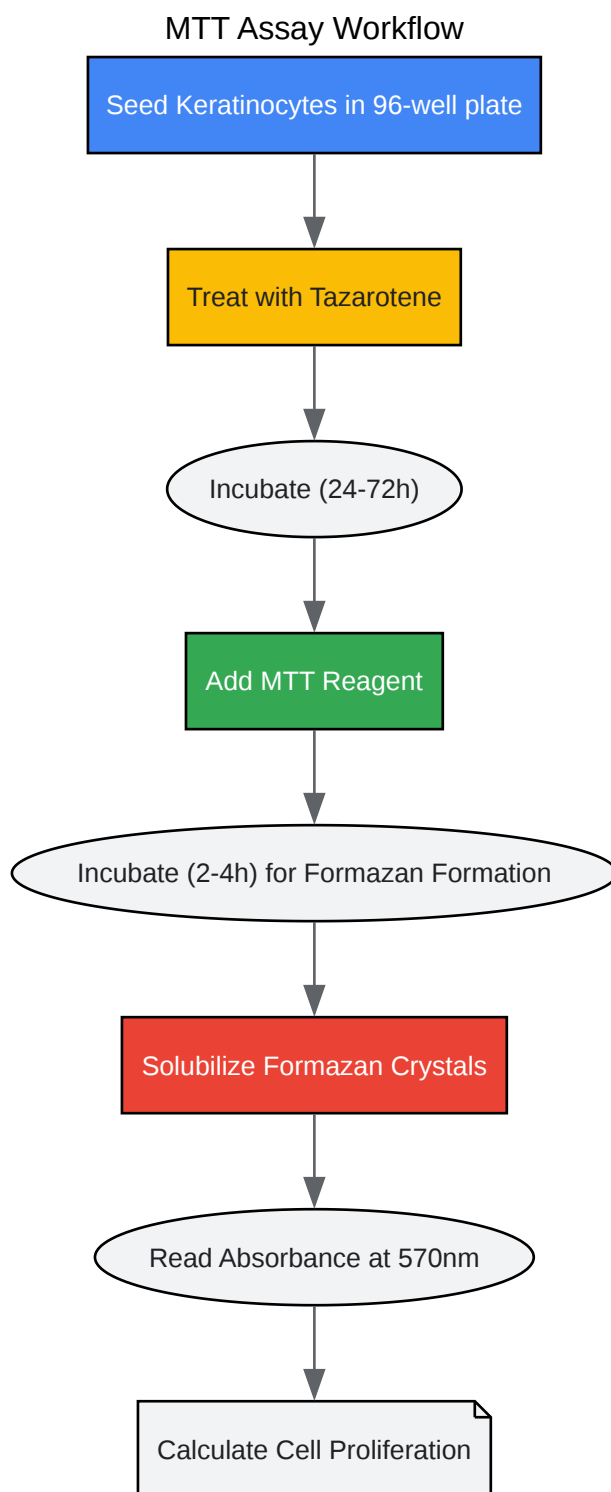 MTT Assay Workflow
Seed Keratinocytes in 96-well plate
Treat with Tazarotene
Incubate (24-72h)
Add MTT Reagent
Incubate (2-4h) for Formazan Formation
Solubilize Formazan Crystals
Read Absorbance at 570nm
Calculate Cell Proliferation